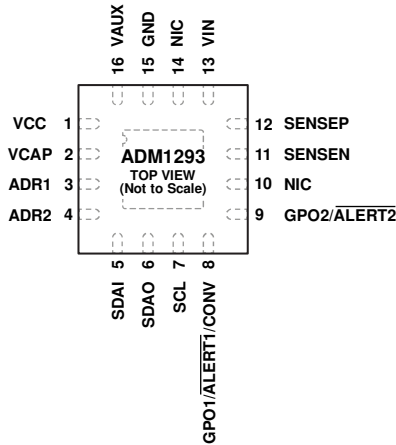 16 VAUX
15 GND
14 NIC
13 VIN
VCC 1
VCAP 2
ADR1 3
ADR2 4
ADM1293
TOP VIEW
(Not to Scale)
12 SENSEP
11 SENSEN
10 NIC
9 GPO2/ALERT2
SDAI 5
SDAO 6
SCL 7
GPO1/ALERT1/CONV 8